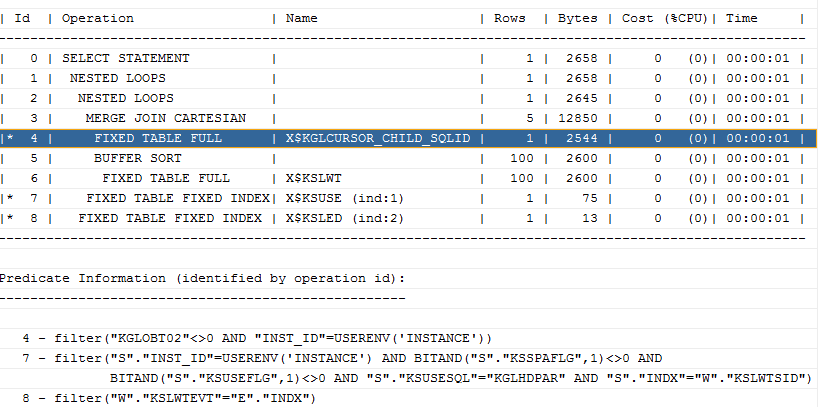 | Id  | Operation                 | Name                      | Rows  | Bytes | Cost (%CPU)| Time     |
----------------------------------------------------------------------------------------------------
|   0 | SELECT STATEMENT          |                           |     1 |  2658 |     0   (0)| 00:00:01 |
|   1 |  NESTED LOOPS             |                           |     1 |  2658 |     0   (0)| 00:00:01 |
|   2 |   NESTED LOOPS            |                           |     1 |  2645 |     0   (0)| 00:00:01 |
|   3 |    MERGE JOIN CARTESIAN   |                           |     5 | 12850 |     0   (0)| 00:00:01 |
|*  4 |     FIXED TABLE FULL      | X$KGLCURSOR_CHILD_SQLID |     1 |  2544 |     0   (0)| 00:00:01 |
|   5 |     BUFFER SORT           |                           |   100 |  2600 |     0   (0)| 00:00:01 |
|   6 |      FIXED TABLE FULL     | X$KSLWT                   |   100 |  2600 |     0   (0)| 00:00:01 |
|*  7 |    FIXED TABLE FIXED INDEX| X$KSUSE (ind:1)           |     1 |    75 |     0   (0)| 00:00:01 |
|*  8 |   FIXED TABLE FIXED INDEX | X$KSLED (ind:2)           |     1 |    13 |     0   (0)| 00:00:01 |
----------------------------------------------------------------------------------------------------
Predicate Information (identified by operation id):
---------------------------------------------------
4 - filter("KGLOBT02"<>0 AND "INST_ID"=USERENV('INSTANCE'))
7 - filter("S"."INST_ID"=USERENV('INSTANCE') AND BITAND("S"."KSSPAFLG",1)<>0 AND
BITAND("S"."KSUSEFLG",1)<>0 AND "S"."KSUSESQL"="KGLHDPAR" AND "S"."INDX"="W"."KSLWTSID")
8 - filter("W"."KSLWTEVT"="E"."INDX")